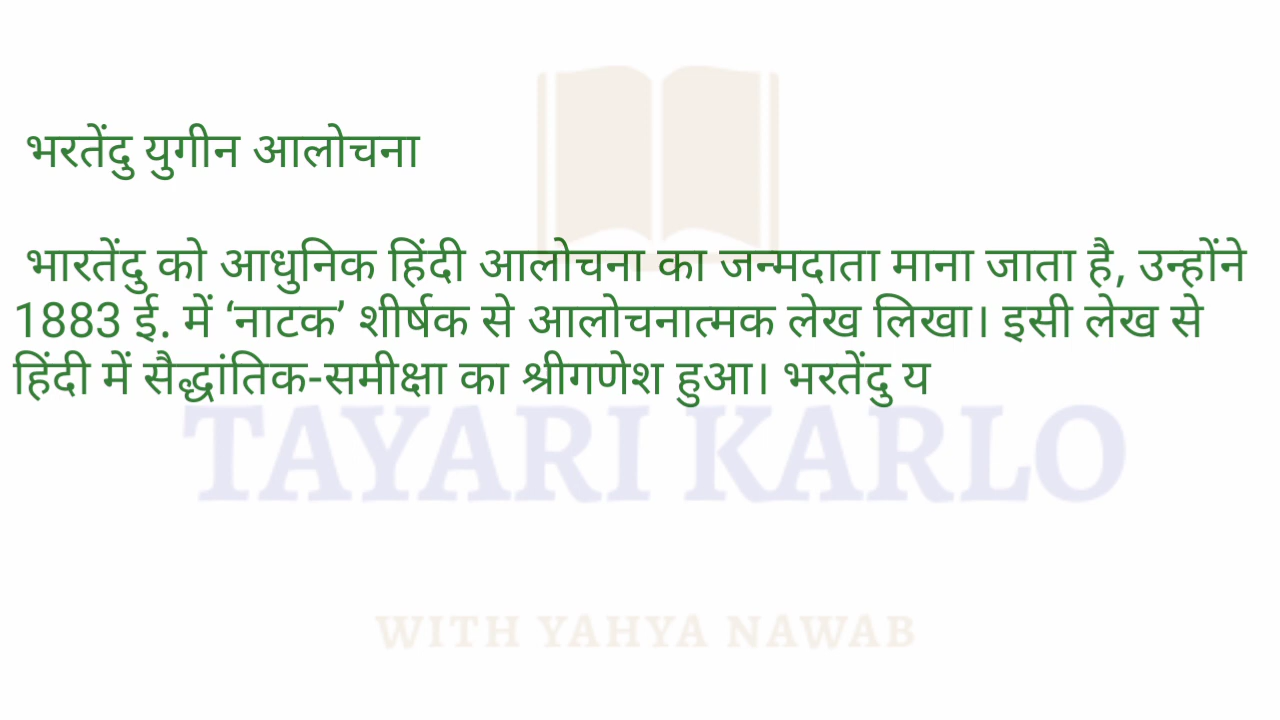 भरतेंदु युगीन आलोचना
भारतेंदु को आधुनिक हिंदी आलोचना का जन्मदाता माना जाता है, उन्होंने
1883 ई. में ‘नाटक’ शीर्षक से आलोचनात्मक लेख लिखा। इसी लेख से
हिंदी में सैद्धांतिक-समीक्षा का श्रीगणेश हुआ। भरतेंदु य
TAYARI KARLO
WITH YAHYA NAWAB